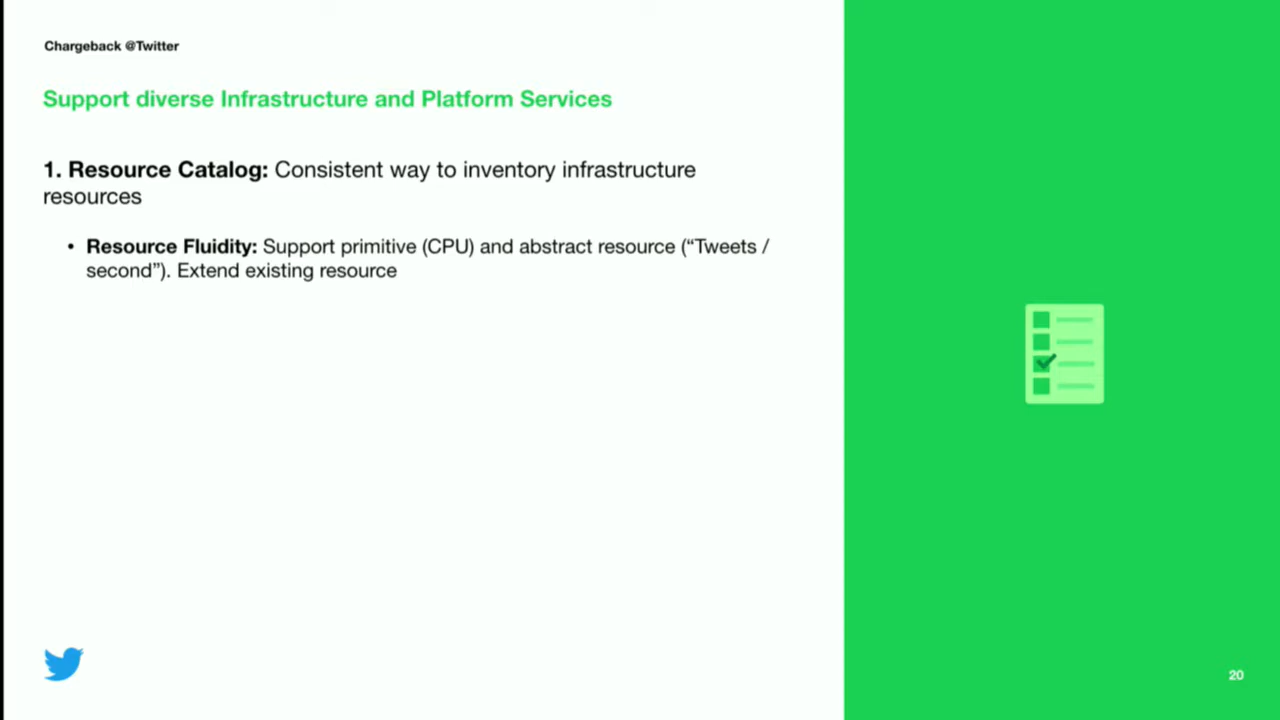 Chargeback @Twitter
Support diverse Infrastructure and Platform Services
1. Resource Catalog: Consistent way to inventory infrastructure
resources
• Resource Fluidity: Support primitive (CPU) and abstract resource (“Tweets /
second”). Extend existing resource
20